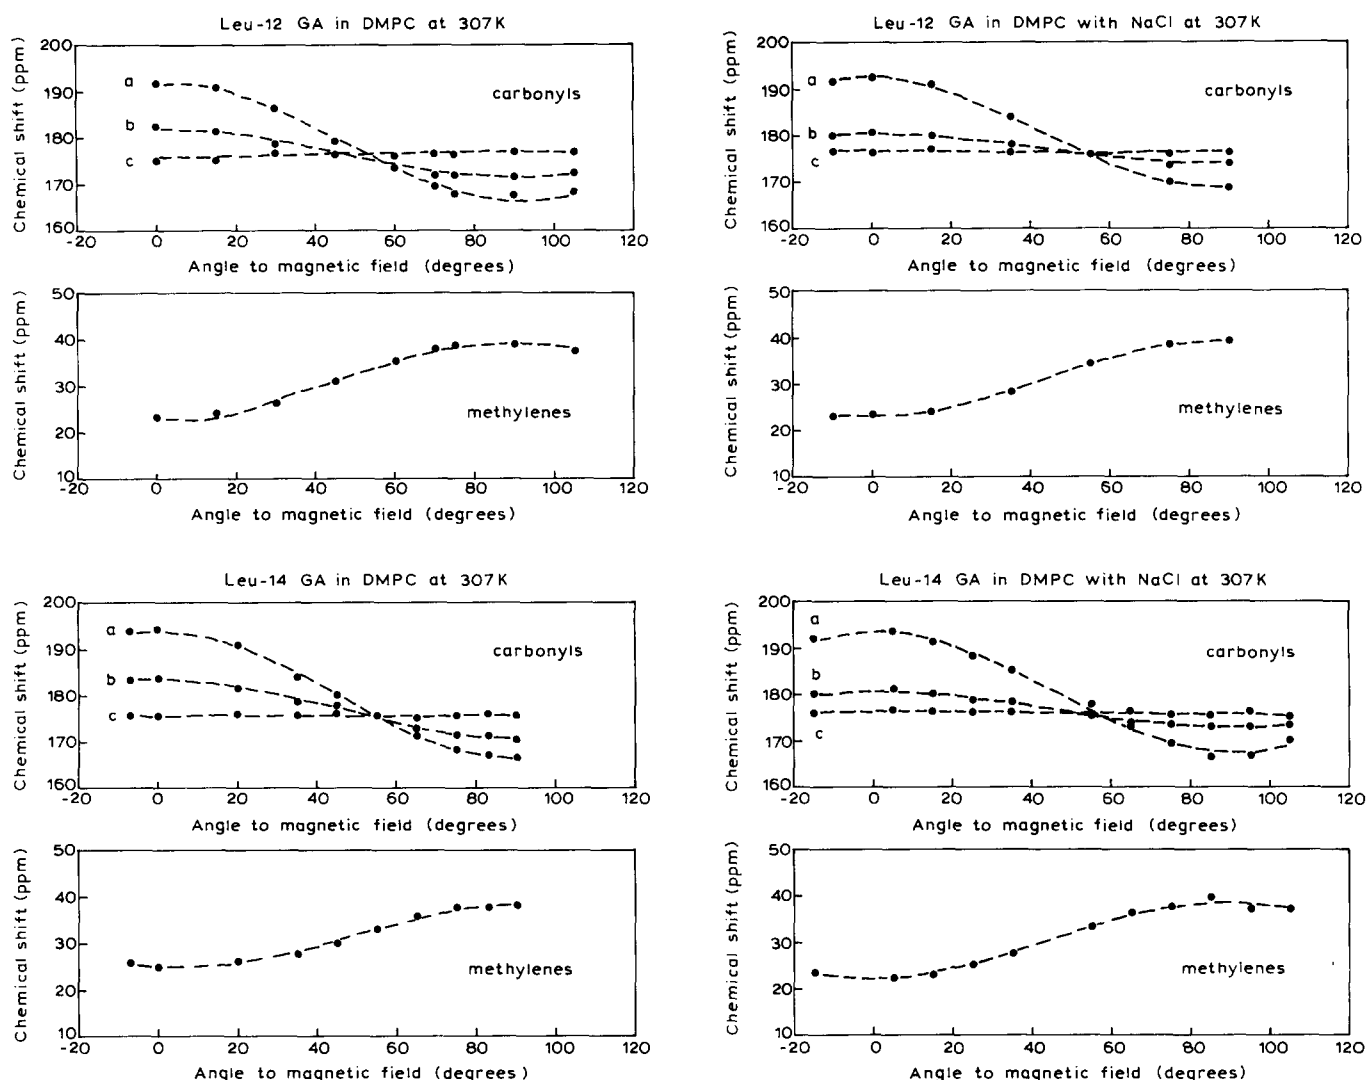 Leu-12 GA in DMPC at 307K
Chemical shift (ppm)
200
190
180
170
160
a
b
c
carbonyls
-20 0 20 40 60 80 100 120
Angle to magnetic field (degrees)
Chemical shift (ppm)
50
40
30
20
10
methylenes
-20 0 20 40 60 80 100 120
Angle to magnetic field (degrees)
Leu-12 GA in DMPC with NaCl at 307K
Chemical shift (ppm)
200
190
180
170
160
a
b
c
carbonyls
-20 0 20 40 60 80 100 120
Angle to magnetic field (degrees)
Chemical shift (ppm)
50
40
30
20
10
methylenes
-20 0 20 40 60 80 100 120
Angle to magnetic field (degrees)
Leu-14 GA in DMPC at 307K
Chemical shift (ppm)
200
190
180
170
160
a
b
c
carbonyls
-20 0 20 40 60 80 100 120
Angle to magnetic field (degrees)
Chemical shift (ppm)
50
40
30
20
10
methylenes
-20 0 20 40 60 80 100 120
Angle to magnetic field (degrees)
Leu-14 GA in DMPC with NaCl at 307K
Chemical shift (ppm)
200
190
180
170
160
a
b
c
carbonyls
-20 0 20 40 60 80 100 120
Angle to magnetic field (degrees)
Chemical shift (ppm)
50
40
30
20
10
methylenes
-20 0 20 40 60 80 100 120
Angle to magnetic field (degrees)